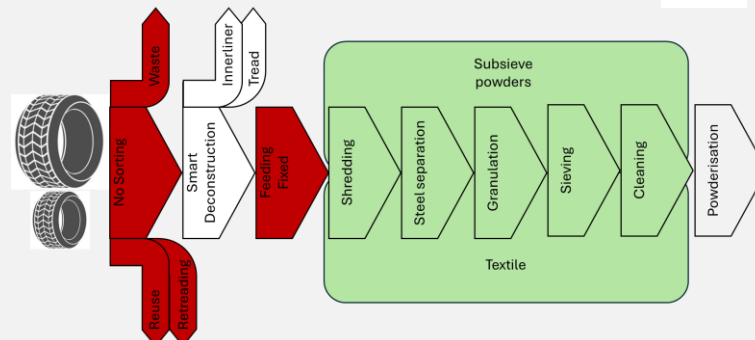 Waste
Innerliner
Tread
No Sorting
Smart
Deconstruction
Feeding
Fixed
Subsieve
powders
Shredding
Steel separation
Granulation
Sieving
Cleaning
Powderisation
Textile
Reuse
Retreading